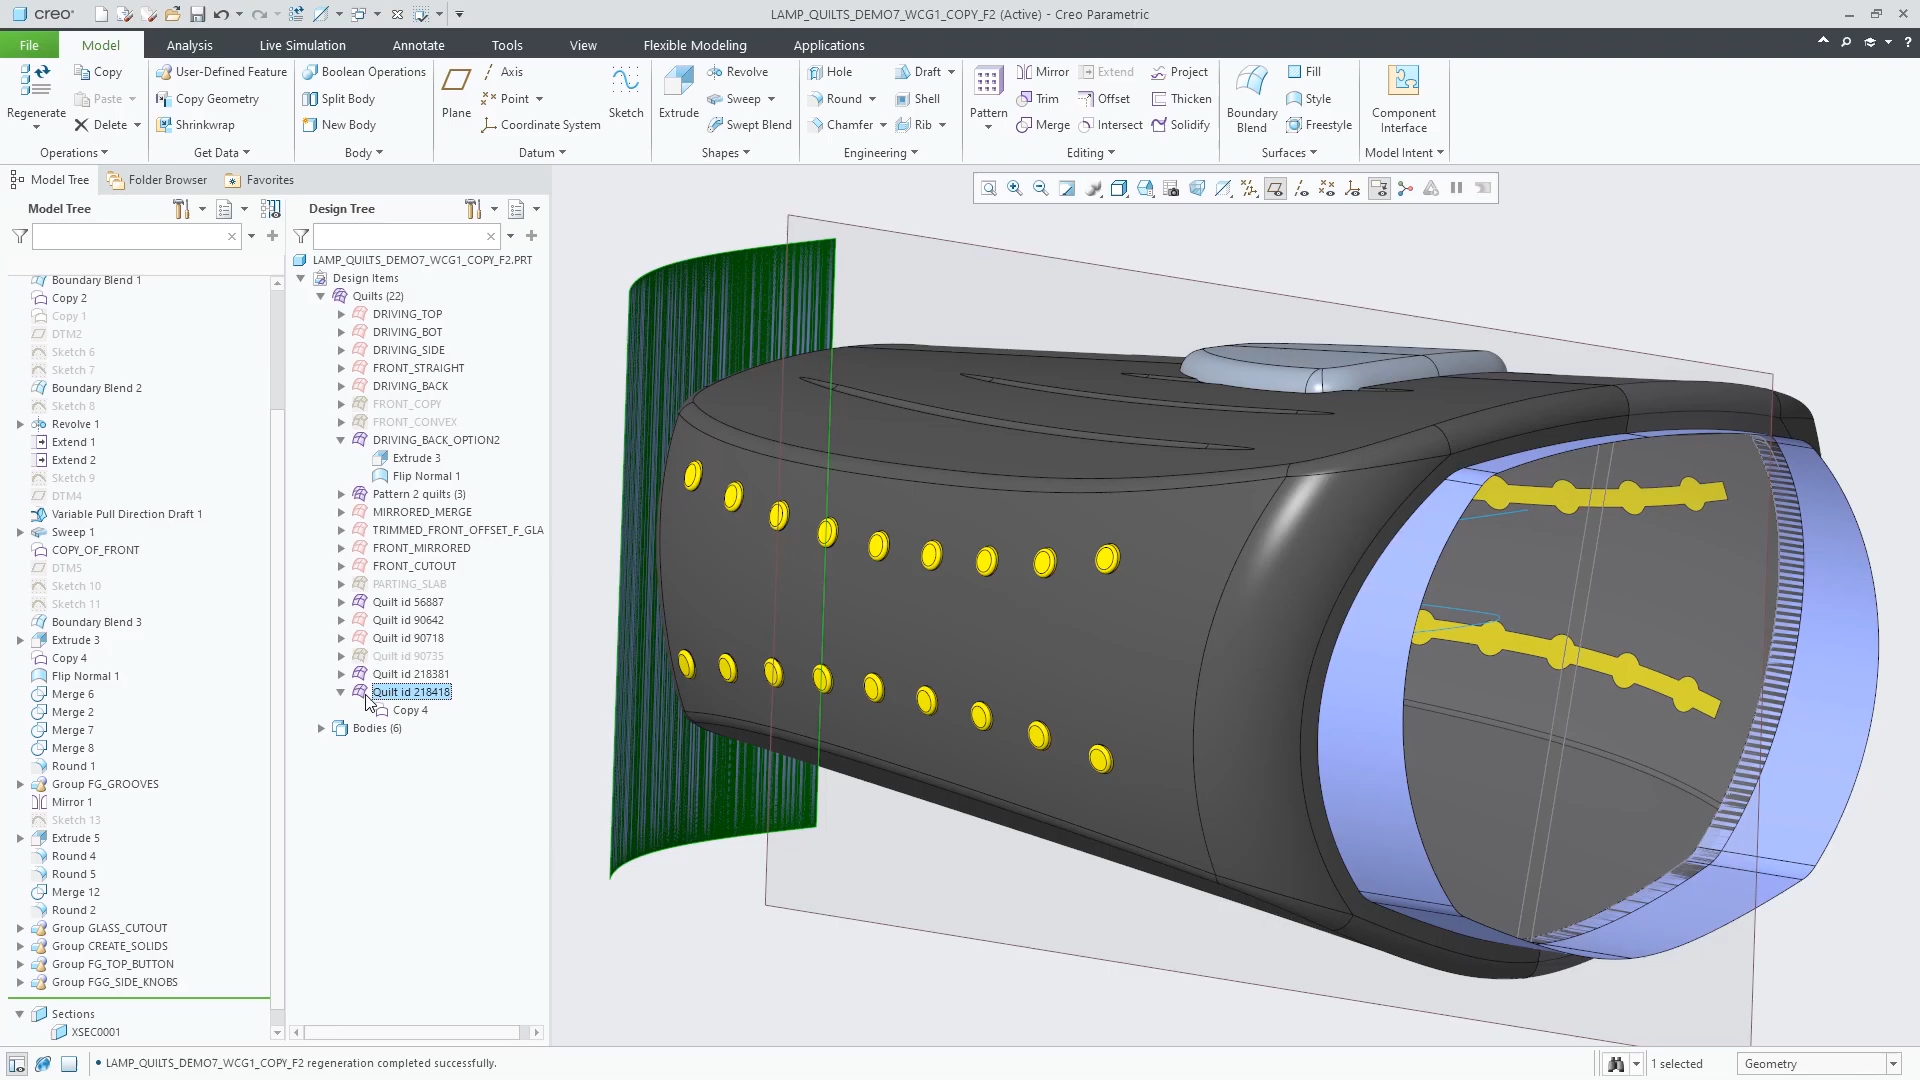 creo
LAMP_QUILTS_DEMO7_WCG1_COPY_F2 (Active) - Creo Parametric
File Model Analysis Live Simulation Annotate Tools View Flexible Modeling Applications
Regenerate
Copy
Paste
Delete
Operations
User-Defined Feature
Copy Geometry
Shrinkwrap
Get Data
Boolean Operations
Split Body
New Body
Body
Plane
Axis
Point
Coordinate System
Sketch
Datum
Extrude
Revolve
Sweep
Swept Blend
Shapes
Hole
Round
Chamfer
Draft
Shell
Rib
Engineering
Pattern
Mirror
Trim
Merge
Extend
Offset
Intersect
Project
Thicken
Solidify
Editing
Boundary
Blend
Fill
Style
Freestyle
Surfaces
Component
Interface
Model Intent
Model Tree Folder Browser Favorites
Model Tree
Boundary Blend 1
Copy 2
Copy 1
DTM2
Sketch 6
Sketch 7
Boundary Blend 2
Sketch 8
Revolve 1
Extend 1
Extend 2
Sketch 9
DTM4
Variable Pull Direction Draft 1
Sweep 1
COPY_OF_FRONT
DTM5
Sketch 10
Sketch 11
Boundary Blend 3
Extrude 3
Copy 4
Flip Normal 1
Merge 6
Merge 2
Merge 7
Merge 8
Round 1
Group FG_GROOVES
Mirror 1
Sketch 13
Extrude 5
Round 4
Round 5
Merge 12
Round 2
Group GLASS_CUTOUT
Group CREATE_SOLIDS
Group FG_TOP_BUTTON
Group FGG_SIDE_KNOBS
Sections
XSEC0001
Design Tree
LAMP_QUILTS_DEMO7_WCG1_COPY_F2.PRT
Design Items
Quilts (22)
DRIVING_TOP
DRIVING_BOT
DRIVING_SIDE
FRONT_STRAIGHT
DRIVING_BACK
FRONT_COPY
FRONT_CONVEX
DRIVING_BACK_OPTION2
Extrude 3
Flip Normal 1
Pattern 2 quilts (3)
MIRRORED_MERGE
TRIMMED_FRONT_OFFSET_F_GLA
FRONT_MIRRORED
FRONT_CUTOUT
PARTING_SLAB
Quilt id 56887
Quilt id 90642
Quilt id 90718
Quilt id 90735
Quilt id 218381
Quilt id 218418
Copy 4
Bodies (6)
• LAMP_QUILTS_DEMO7_WCG1_COPY_F2 regeneration completed successfully.
1 selected
Geometry